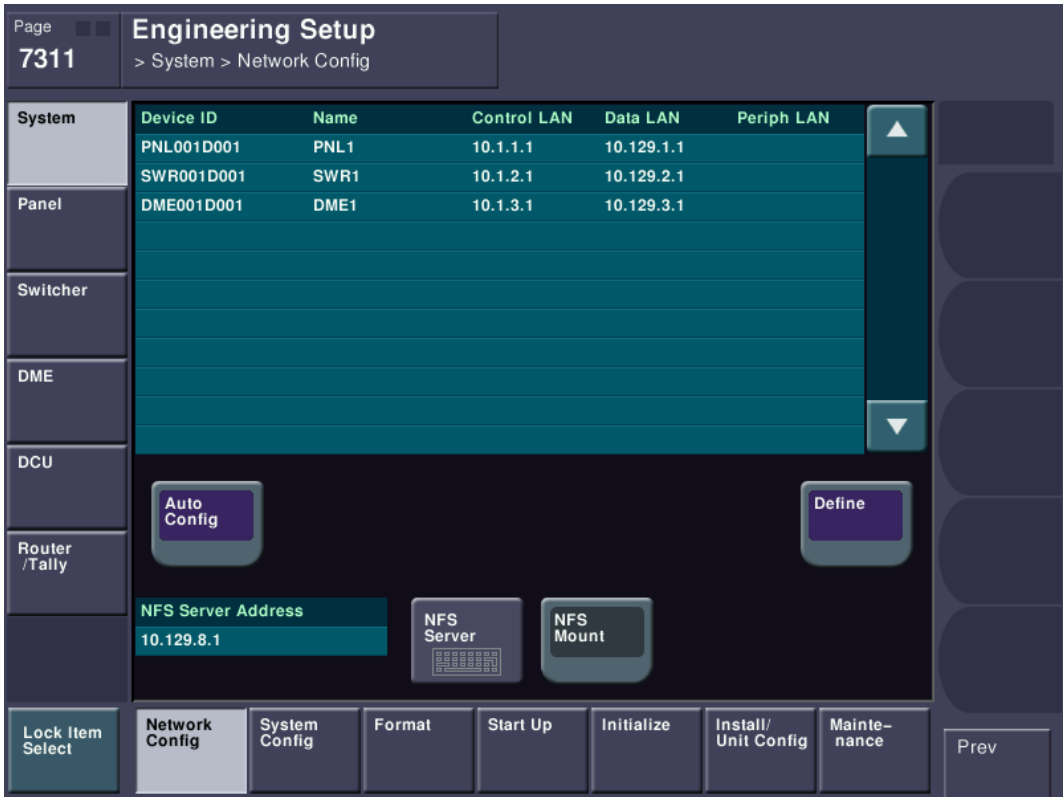 Page
7311
Engineering Setup
> System > Network Config
System
Panel
Switcher
DME
DCU
Router
/Tally
Device ID Name Control LAN Data LAN Periph LAN
PNL001D001 PNL1 10.1.1.1 10.129.1.1
SWR001D001 SWR1 10.1.2.1 10.129.2.1
DME001D001 DME1 10.1.3.1 10.129.3.1
Auto
Config
Define
NFS Server Address
10.129.8.1
NFS
Server
NFS
Mount
Lock Item
Select
Network
Config
System
Config
Format
Start Up
Initialize
Install/
Unit Config
Mainte–
nance
Prev